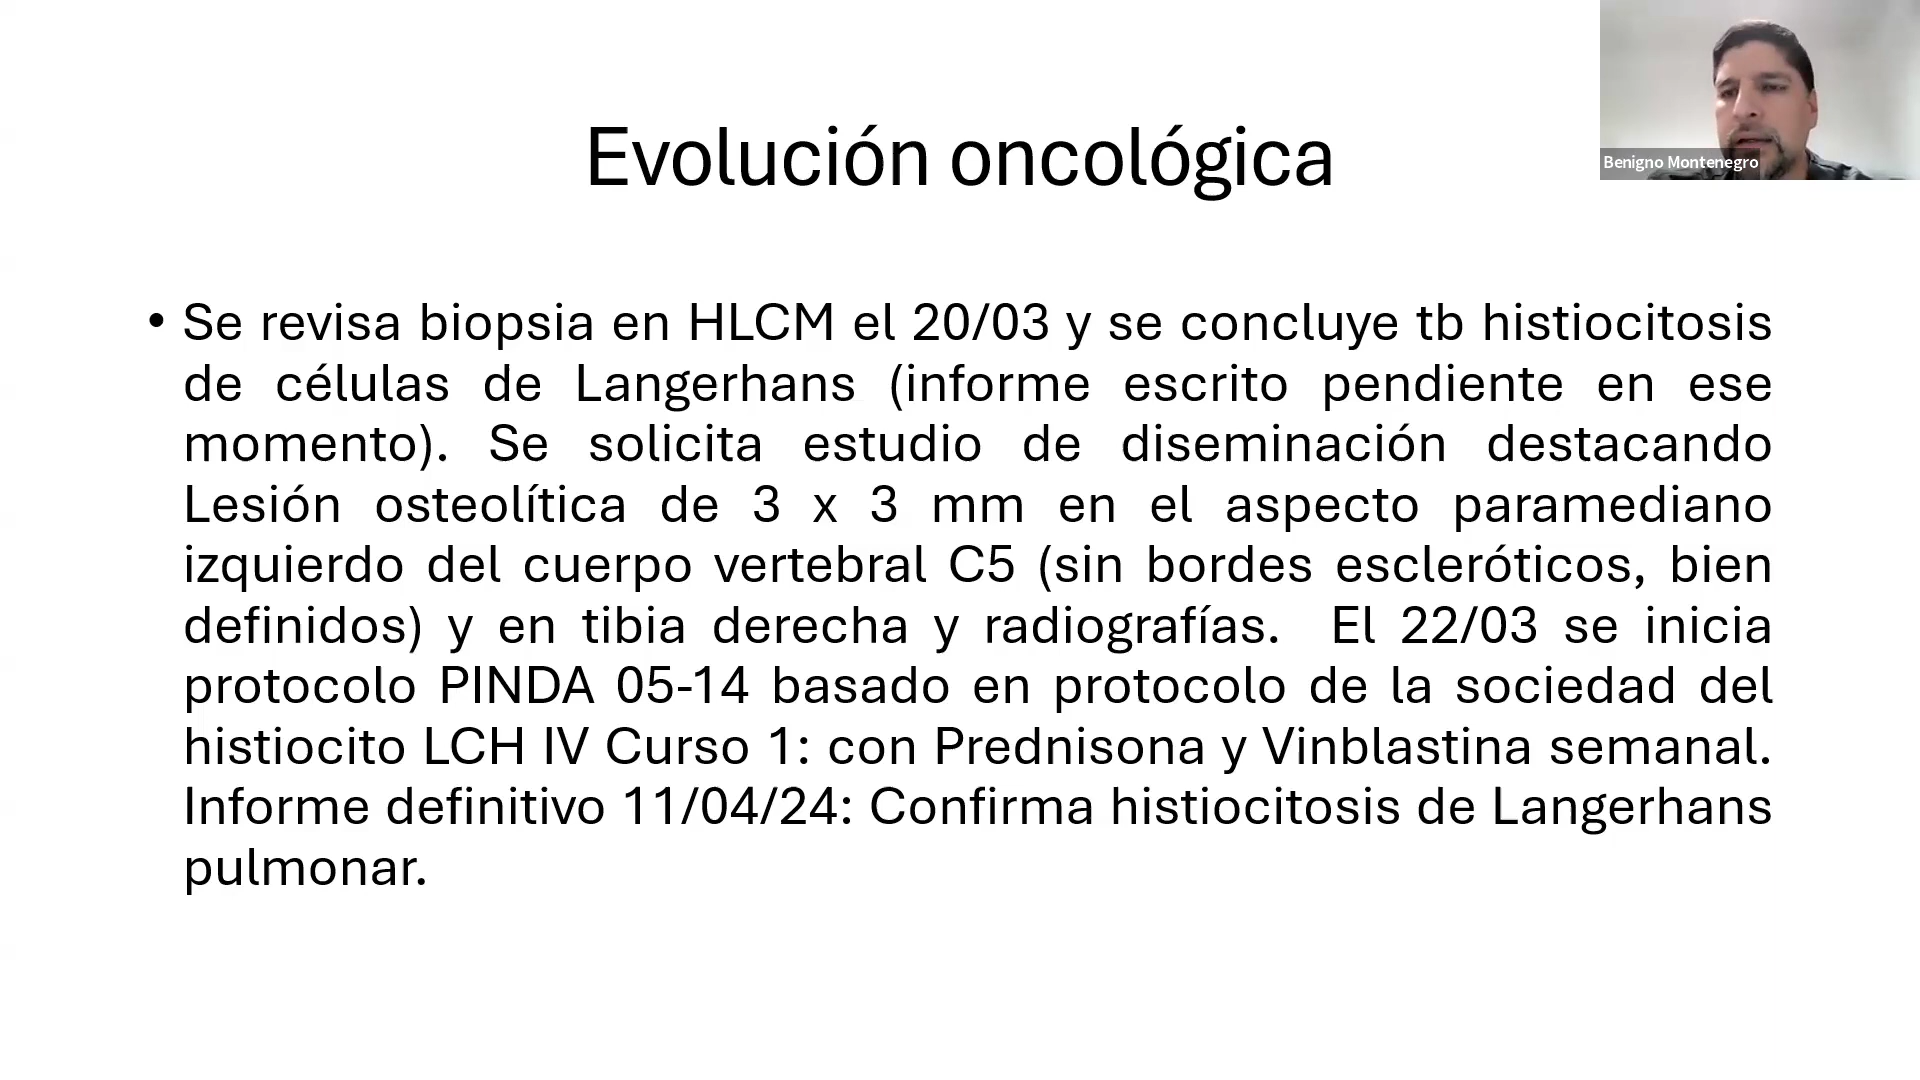 Evolución oncológica
Benigno Montenegro
• Se revisa biopsia en HLCM el 20/03 y se concluye tb histiocitosis
de células de Langerhans (informe escrito pendiente en ese
momento). Se solicita estudio de diseminación destacando
Lesión osteolítica de 3 x 3 mm en el aspecto paramediano
izquierdo del cuerpo vertebral C5 (sin bordes escleróticos, bien
definidos) y en tibia derecha y radiografías. El 22/03 se inicia
protocolo PINDA 05-14 basado en protocolo de la sociedad del
histiocito LCH IV Curso 1: con Prednisona y Vinblastina semanal.
Informe definitivo 11/04/24: Confirma histiocitosis de Langerhans
pulmonar.